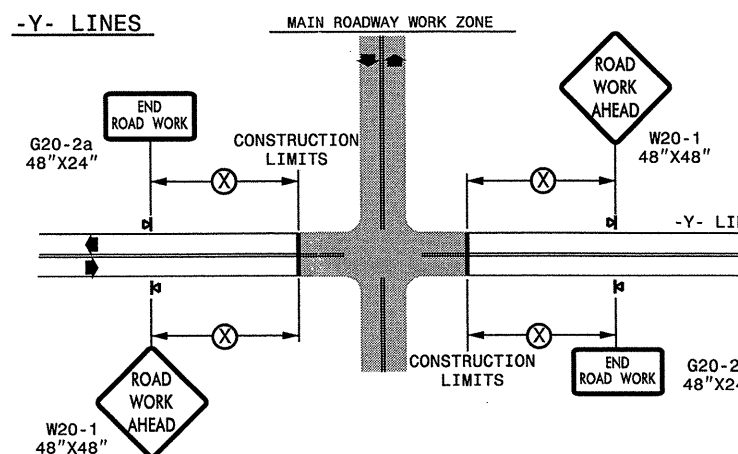 -Y- LINES
MAIN ROADWAY WORK ZONE
END
ROAD WORK
G20-2a
48"X24"
CONSTRUCTION
LIMITS
X
X
ROAD
WORK
AHEAD
W20-1
48"X48"
-Y-
X
X
CONSTRUCTION
LIMITS
ROAD
WORK
AHEAD
W20-1
48"X48"
END
ROAD WORK